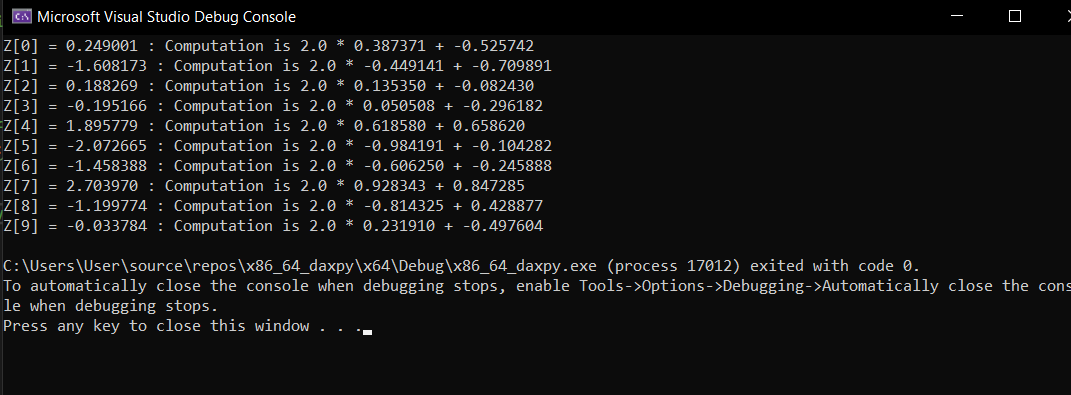 Microsoft Visual Studio Debug Console
Z[0] = 0.249001 : Computation is 2.0 * 0.387371 + -0.525742
Z[1] = -1.608173 : Computation is 2.0 * -0.449141 + -0.709891
Z[2] = 0.188269 : Computation is 2.0 * 0.135350 + -0.082430
Z[3] = -0.195166 : Computation is 2.0 * 0.050508 + -0.296182
Z[4] = 1.895779 : Computation is 2.0 * 0.618580 + 0.658620
Z[5] = -2.072665 : Computation is 2.0 * -0.984191 + -0.104282
Z[6] = -1.458388 : Computation is 2.0 * -0.606250 + -0.245888
Z[7] = 2.703970 : Computation is 2.0 * 0.928343 + 0.847285
Z[8] = -1.199774 : Computation is 2.0 * -0.814325 + 0.428877
Z[9] = -0.033784 : Computation is 2.0 * 0.231910 + -0.497604
C:\Users\User\source\repos\x86_64_daxpy\x64\Debug\x86_64_daxpy.exe (process 17012) exited with code 0.
To automatically close the console when debugging stops, enable Tools->Options->Debugging->Automatically close the cons
le when debugging stops.
Press any key to close this window . . .